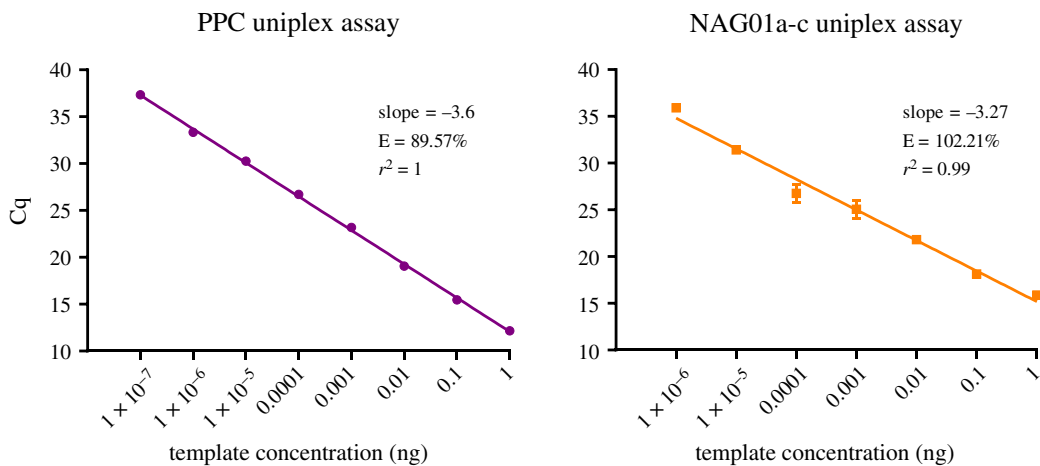 PPC uniplex assay
40
35
30
25
20
15
10
Cq
slope = –3.6
E = 89.57%
r² = 1
1 × 10⁻⁷
1 × 10⁻⁶
1 × 10⁻⁵
0.0001
0.001
0.01
0.1
1
template concentration (ng)
NAG01a-c uniplex assay
40
35
30
25
20
15
10
slope = –3.27
E = 102.21%
r² = 0.99
1 × 10⁻⁶
1 × 10⁻⁵
0.0001
0.001
0.01
0.1
1
template concentration (ng)